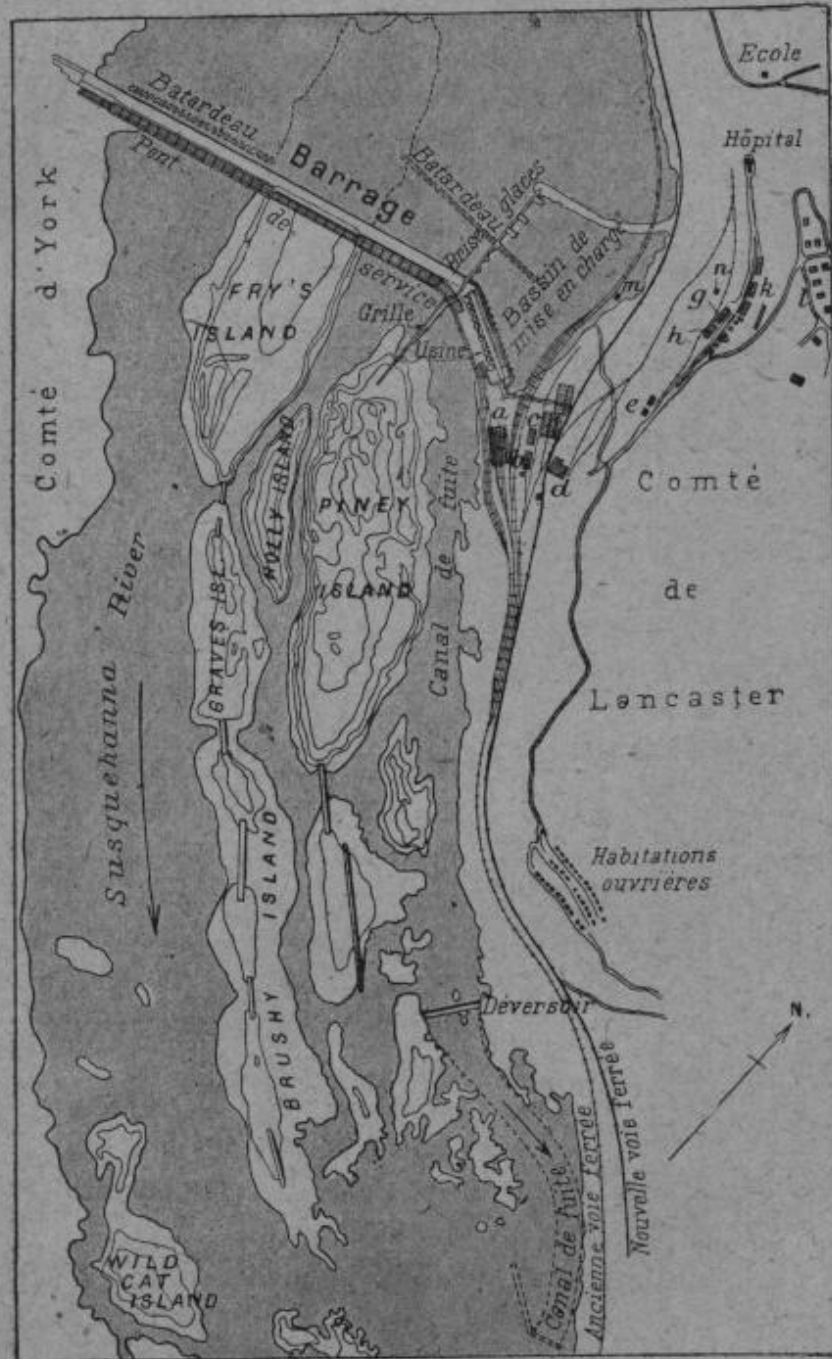 Ecole
Hôpital
Batardeau
Barrage
Pont de service
Batardeau
Brise glaces
Bassin de
mise en charge
Grille
Usine
Comté d'York
FRY'S
ISLAND
HOLLY ISLAND
PINEY
ISLAND
GRAVES ISL.
Canal de fuite
a
c
d
e
g
h
k
l
m
n
Comté
de
Lancaster
Susquehanna River
BRUSHY ISLAND
Habitations
ouvrières
Déversoir
N.
WILD
CAT
ISLAND
Canal de fuite
Ancienne voie ferrée
Nouvelle voie ferrée